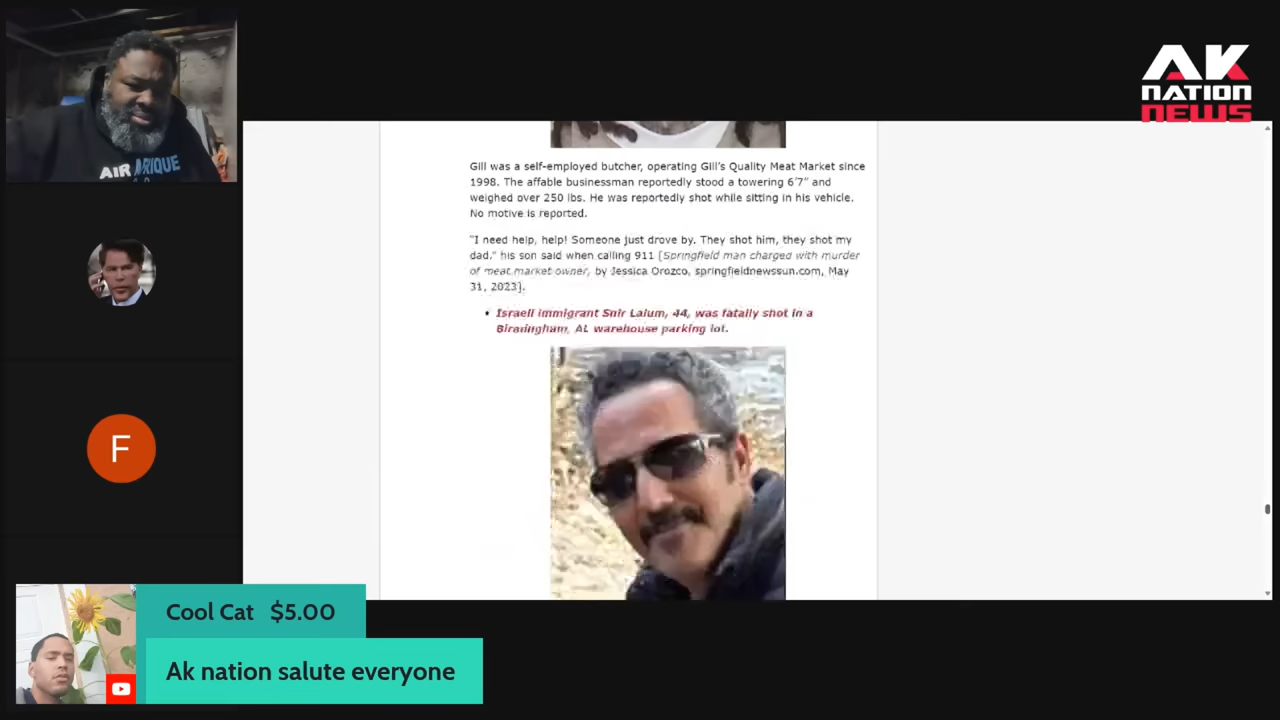 AK
NATION
NEWS
AIR
Gill was a self-employed butcher, operating Gill's Quality Meat Market since
1998. The affable businessman reportedly stood a towering 6'7" and
weighed over 250 lbs. He was reportedly shot while sitting in his vehicle.
No motive is reported.
"I need help, help! Someone just drove by. They shot him, they shot my
dad," his son said when calling 911 [Springfield man charged with murder
of meat market owner, by Jessica Orozco, springfieldnewssun.com, May
31, 2023].
• Israeli immigrant Snir Lalum, 44, was fatally shot in a
AL warehouse parking lot.
F
Cool Cat $5.00
Ak nation salute everyone